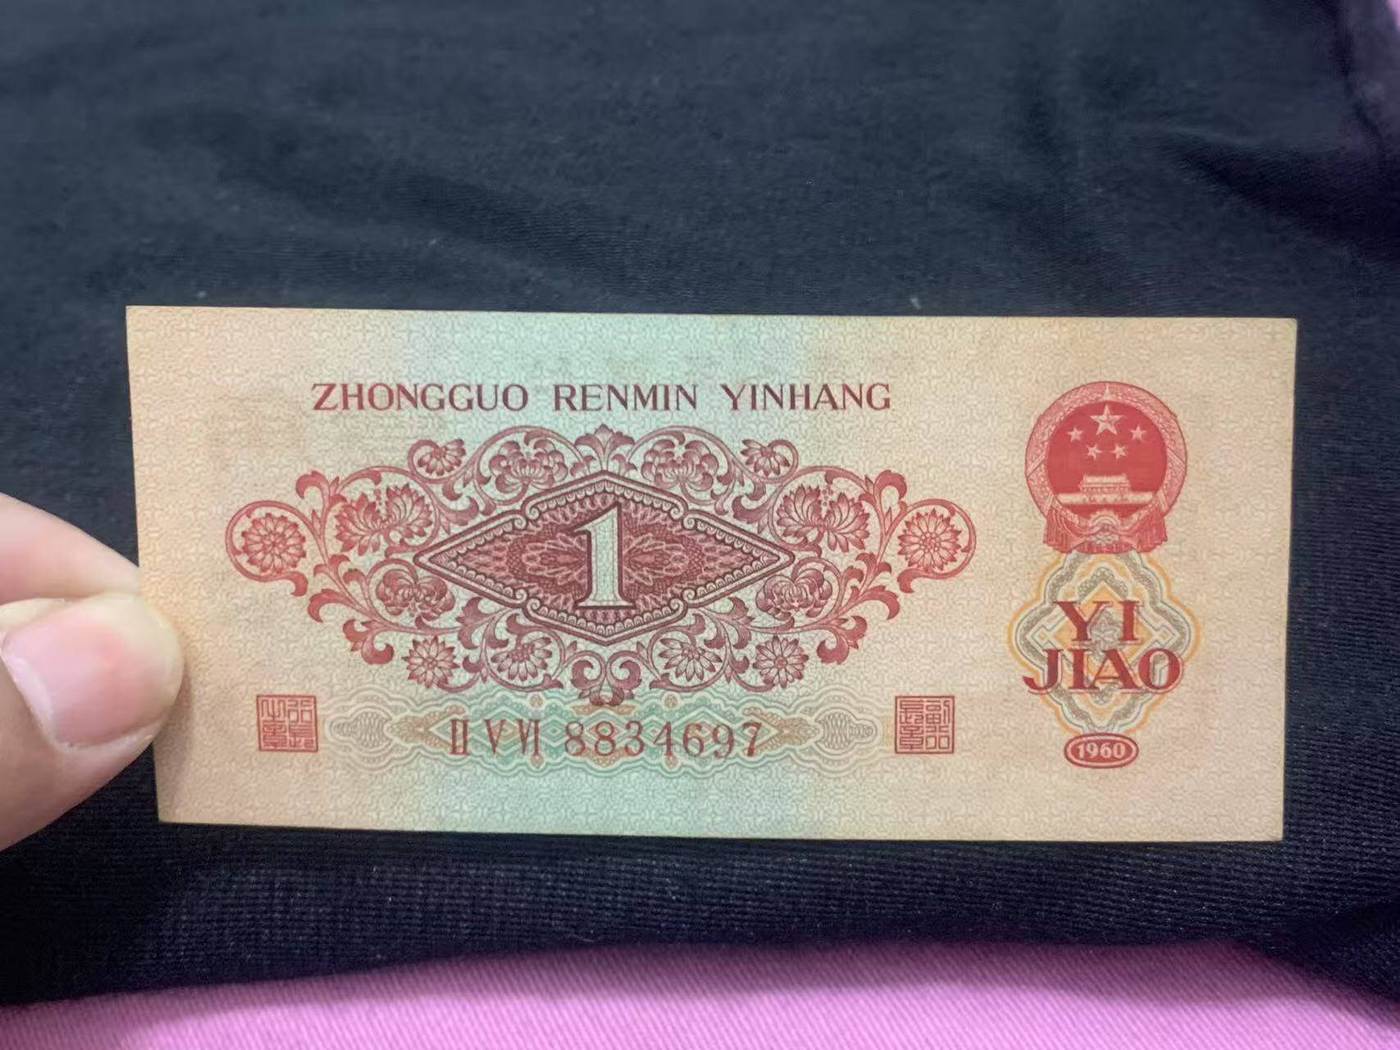 ZHONGGUO RENMIN YINHANG
1
YI
JIAO
II V VI 8834697
1960